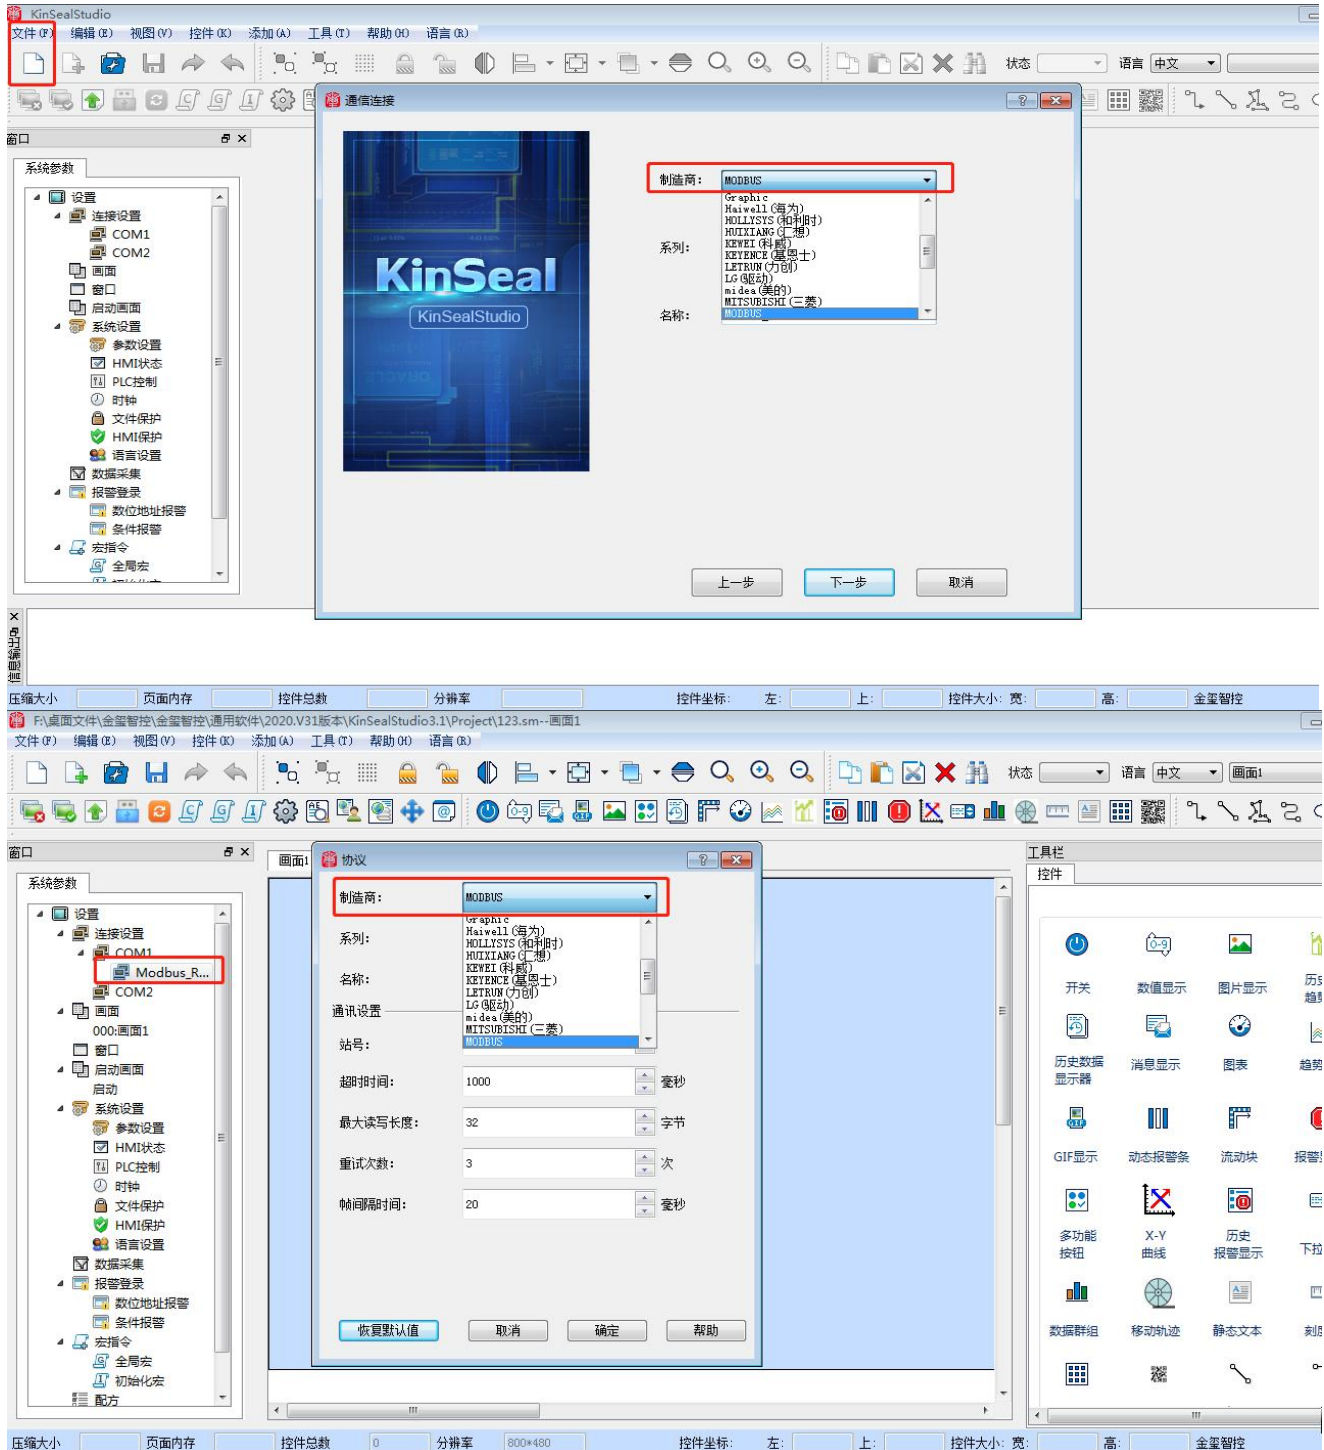 KinSealStudio
文件(F) 编辑(E) 视图(V) 控件(K) 添加(A) 工具(T) 帮助(H) 语言(R)
状态 语言 中文
窗口
系统参数
设置
连接设置
COM1
COM2
画面
窗口
启动画面
系统设置
参数设置
HMI状态
PLC控制
时钟
文件保护
HMI保护
语言设置
数据采集
报警登录
数位地址报警
条件报警
宏指令
全局宏
通信连接
KinSeal
KinSealStudio
制造商: MODBUS
Graphic
Haiwell(海为)
HOLLYSYS(和利时)
HUIXIANG(汇想)
KEWEI(科威)
KEYENCE(基恩士)
LETRUN(力创)
LG(驱动)
midea(美的)
MITSUBISHI(三菱)
MODBUS
系列:
名称:
上一步 下一步 取消
信息编译
压缩大小 页面内存 控件总数 分辨率 控件坐标: 左: 上: 控件大小: 宽: 高: 金玺智控
F:\桌面文件\金玺智控\金玺智控\通用软件\2020.V31版本\KinSealStudio3.1\Project\123.sm--画面1
文件(F) 编辑(E) 视图(V) 控件(K) 添加(A) 工具(T) 帮助(H) 语言(R)
状态 语言 中文 画面1
窗口
系统参数
设置
连接设置
COM1
Modbus_R...
COM2
画面
000:画面1
窗口
启动画面
启动
系统设置
参数设置
HMI状态
PLC控制
时钟
文件保护
HMI保护
语言设置
数据采集
报警登录
数位地址报警
条件报警
宏指令
全局宏
初始化宏
配方
画面1
协议
制造商: MODBUS
Graphic
Haiwell(海为)
HOLLYSYS(和利时)
HUIXIANG(汇想)
KEWEI(科威)
KEYENCE(基恩士)
LETRUN(力创)
LG(驱动)
midea(美的)
MITSUBISHI(三菱)
MODBUS
系列:
名称:
通讯设置
站号:
超时时间: 1000 毫秒
最大读写长度: 32 字节
重试次数: 3 次
帧间隔时间: 20 毫秒
恢复默认值 取消 确定 帮助
工具栏
控件
开关 数值显示 图片显示 历史
趋势
历史数据
显示器 消息显示 图表 趋势
GIF显示 动态报警条 流动块 报警
多功能
按钮 X-Y
曲线 历史
报警显示 下拉
数据群组 移动轨迹 静态文本 刻度
压缩大小 页面内存 控件总数 0 分辨率 800*480 控件坐标: 左: 上: 控件大小: 宽: 高: 金玺智控